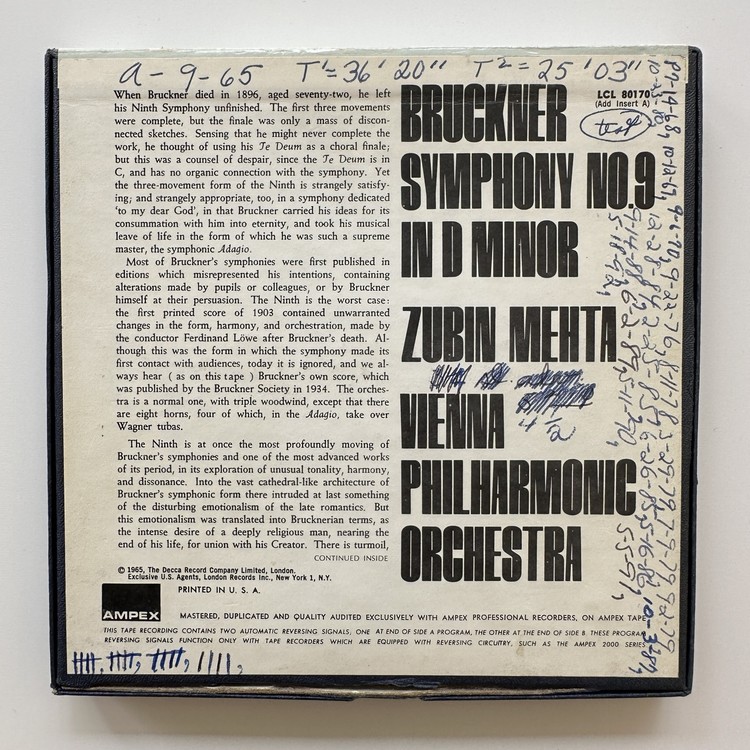 a - 9 - 65 T¹ = 36' 20" T² = 25' 03"
When Bruckner died in 1896, aged seventy-two, he left
his Ninth Symphony unfinished. The first three movements
were complete, but the finale was only a mass of discon-
nected sketches. Sensing that he might never complete the
work, he thought of using his Te Deum as a choral finale;
but this was a counsel of despair, since the Te Deum is in
C, and has no organic connection with the symphony. Yet
the three-movement form of the Ninth is strangely satisfy-
ing; and strangely appropriate, too, in a symphony dedicated
'to my dear God', in that Bruckner carried his ideas for its
consummation with him into eternity, and took his musical
leave of life in the form of which he was such a supreme
master, the symphonic Adagio.
Most of Bruckner's symphonies were first published in
editions which misrepresented his intentions, containing
alterations made by pupils or colleagues, or by Bruckner
himself at their persuasion. The Ninth is the worst case:
the first printed score of 1903 contained unwarranted
changes in the form, harmony, and orchestration, made by
the conductor Ferdinand Löwe after Bruckner's death. Al-
though this was the form in which the symphony made its
first contact with audiences, today it is ignored, and we al-
ways hear ( as on this tape ) Bruckner's own score, which
was published by the Bruckner Society in 1934. The orches-
tra is a normal one, with triple woodwind, except that there
are eight horns, four of which, in the Adagio, take over
Wagner tubas.
The Ninth is at once the most profoundly moving of
Bruckner's symphonies and one of the most advanced works
of its period, in its exploration of unusual tonality, harmony,
and dissonance. Into the vast cathedral-like architecture of
Bruckner's symphonic form there intruded at last something
of the disturbing emotionalism of the late romantics. But
this emotionalism was translated into Brucknerian terms, as
the intense desire of a deeply religious man, nearing the
end of his life, for union with his Creator. There is turmoil,
CONTINUED INSIDE
© 1965, The Decca Record Company Limited, London.
Exclusive U.S. Agents, London Records Inc., New York 1, N.Y.
PRINTED IN U. S. A.
LCL 80170
(Add Insert A)
BRUCKNER
SYMPHONY NO.9
IN D MINOR
ZUBIN MEHTA
VIENNA
PHILHARMONIC
ORCHESTRA
AMPEX
MASTERED, DUPLICATED AND QUALITY AUDITED EXCLUSIVELY WITH AMPEX PROFESSIONAL RECORDERS, ON AMPEX TAPE
THIS TAPE RECORDING CONTAINS TWO AUTOMATIC REVERSING SIGNALS, ONE AT END OF SIDE A PROGRAM, THE OTHER AT THE END OF SIDE B. THESE PROGRAM
REVERSING SIGNALS FUNCTION ONLY WITH TAPE RECORDERS WHICH ARE EQUIPPED WITH REVERSING CIRCUITRY, SUCH AS THE AMPEX 2000 SERIES